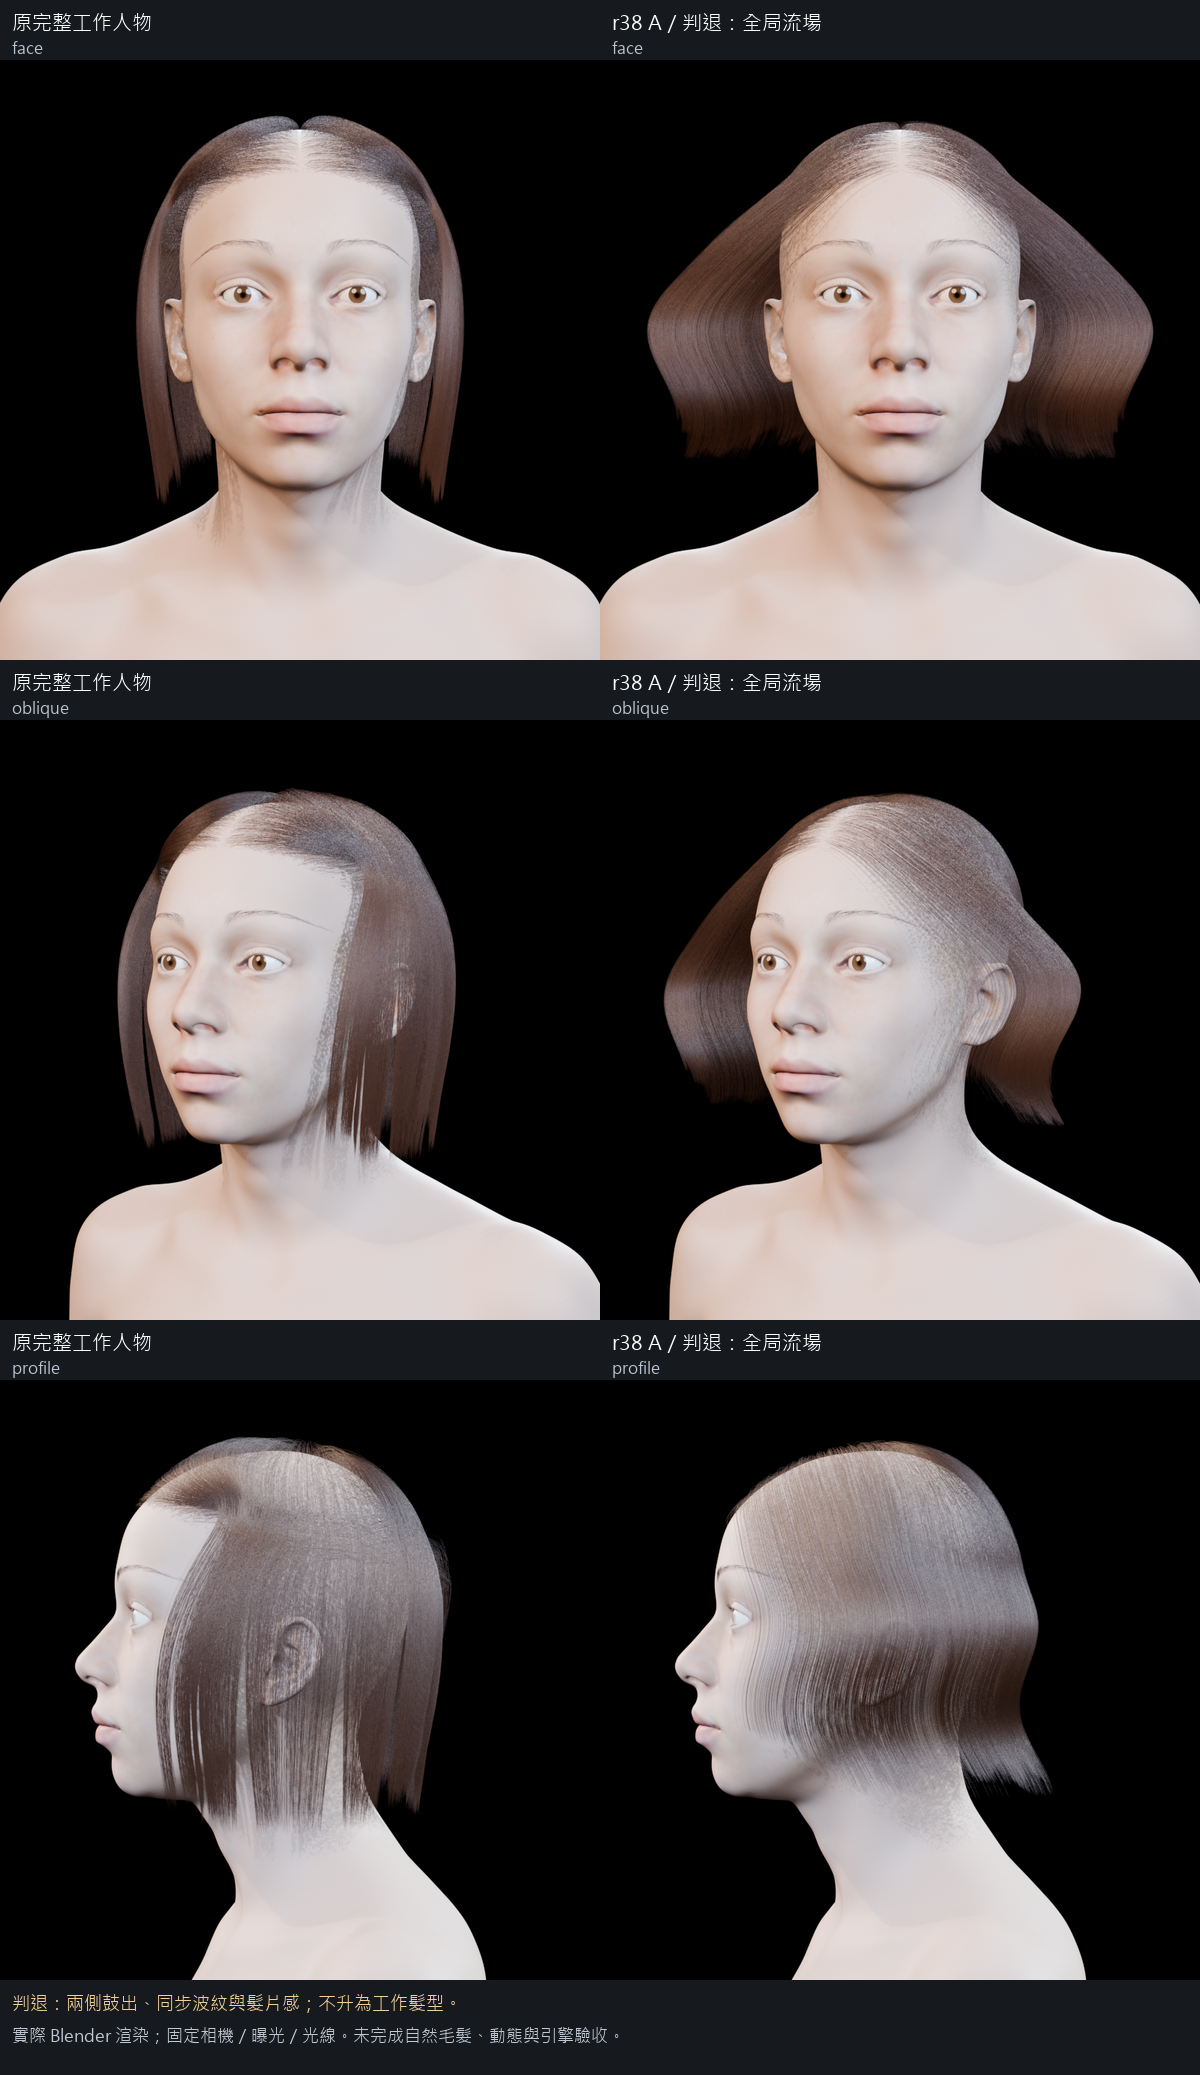 原完整工作人物
face
r38 A / 判退：全局流場
face
原完整工作人物
oblique
r38 A / 判退：全局流場
oblique
原完整工作人物
profile
r38 A / 判退：全局流場
profile
判退：兩側鼓出、同步波紋與髮片感；不升為工作髮型。
實際 Blender 渲染；固定相機 / 曝光 / 光線。未完成自然毛髮、動態與引擎驗收。